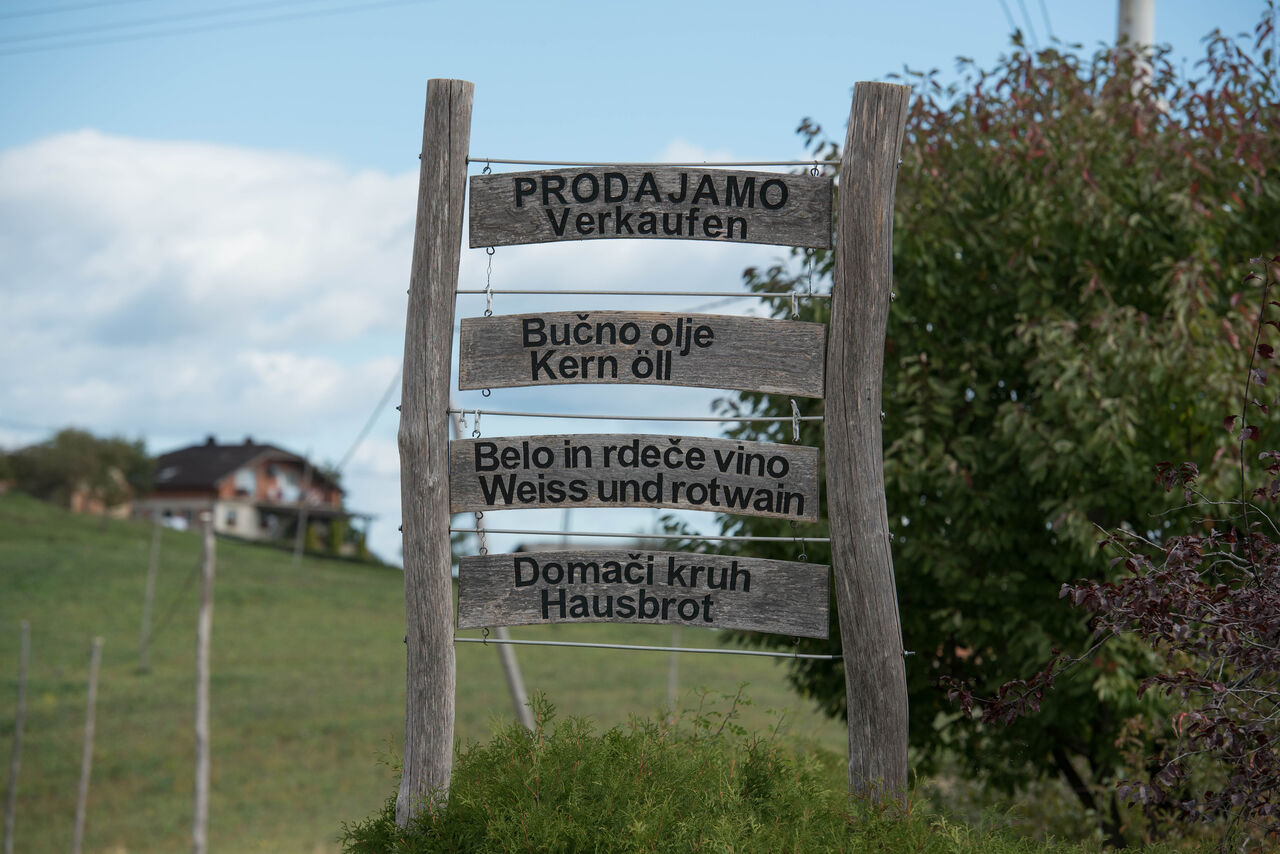 PRODAJAMO
Verkaufen
Bučno olje
Kern öll
Belo in rdeče vino
Weiss und rotwain
Domači kruh
Hausbrot